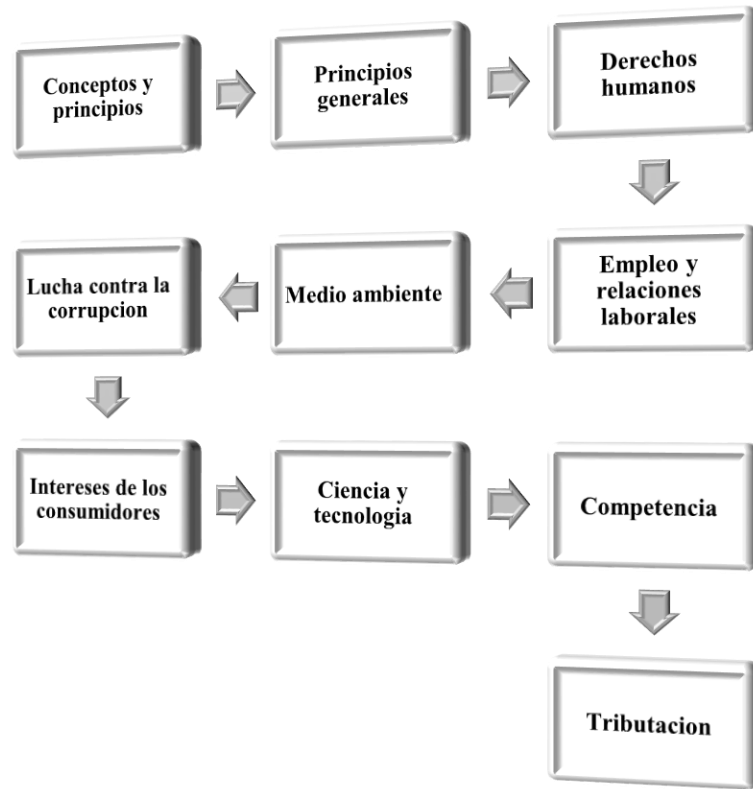 Conceptos y
principios
Principios
generales
Derechos
humanos
Empleo y
relaciones
laborales
Medio ambiente
Lucha contra la
corrupcion
Intereses de los
consumidores
Ciencia y
tecnologia
Competencia
Tributacion